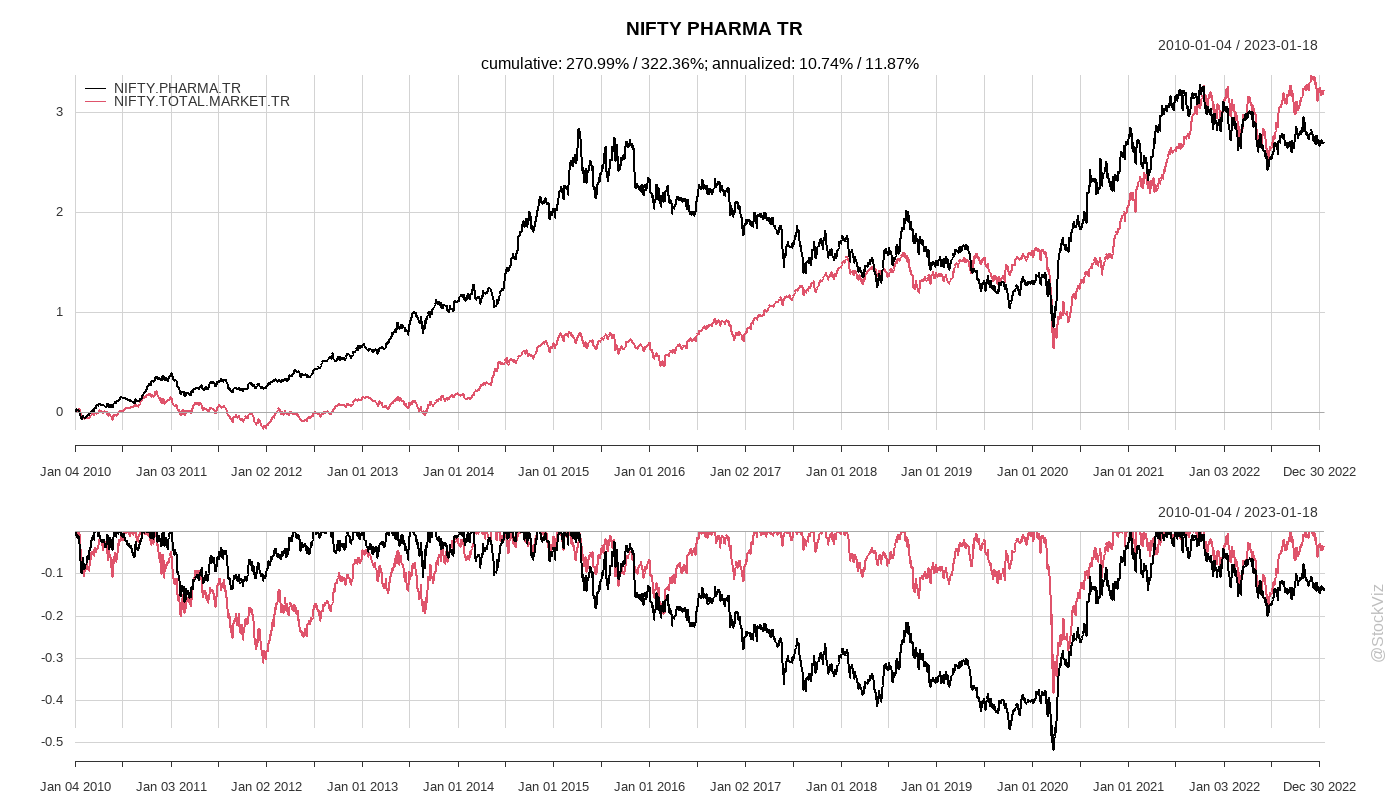 NIFTY PHARMA TR
2010-01-04 / 2023-01-18
cumulative: 270.99% / 322.36%; annualized: 10.74% / 11.87%
NIFTY.PHARMA.TR
NIFTY.TOTAL.MARKET.TR
3
2
1
0
Jan 04 2010 Jan 03 2011 Jan 02 2012 Jan 01 2013 Jan 01 2014 Jan 01 2015 Jan 01 2016 Jan 02 2017 Jan 01 2018 Jan 01 2019 Jan 01 2020 Jan 01 2021 Jan 03 2022 Dec 30 2022
2010-01-04 / 2023-01-18
-0.1
-0.2
-0.3
-0.4
-0.5
Jan 04 2010 Jan 03 2011 Jan 02 2012 Jan 01 2013 Jan 01 2014 Jan 01 2015 Jan 01 2016 Jan 02 2017 Jan 01 2018 Jan 01 2019 Jan 01 2020 Jan 01 2021 Jan 03 2022 Dec 30 2022
@StockViz